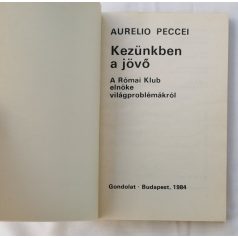 AURELIO PECCEI
Kezünkben
a jövő
A Római Klub
elnöke
világproblémákról
Gondolat · Budapest, 1984